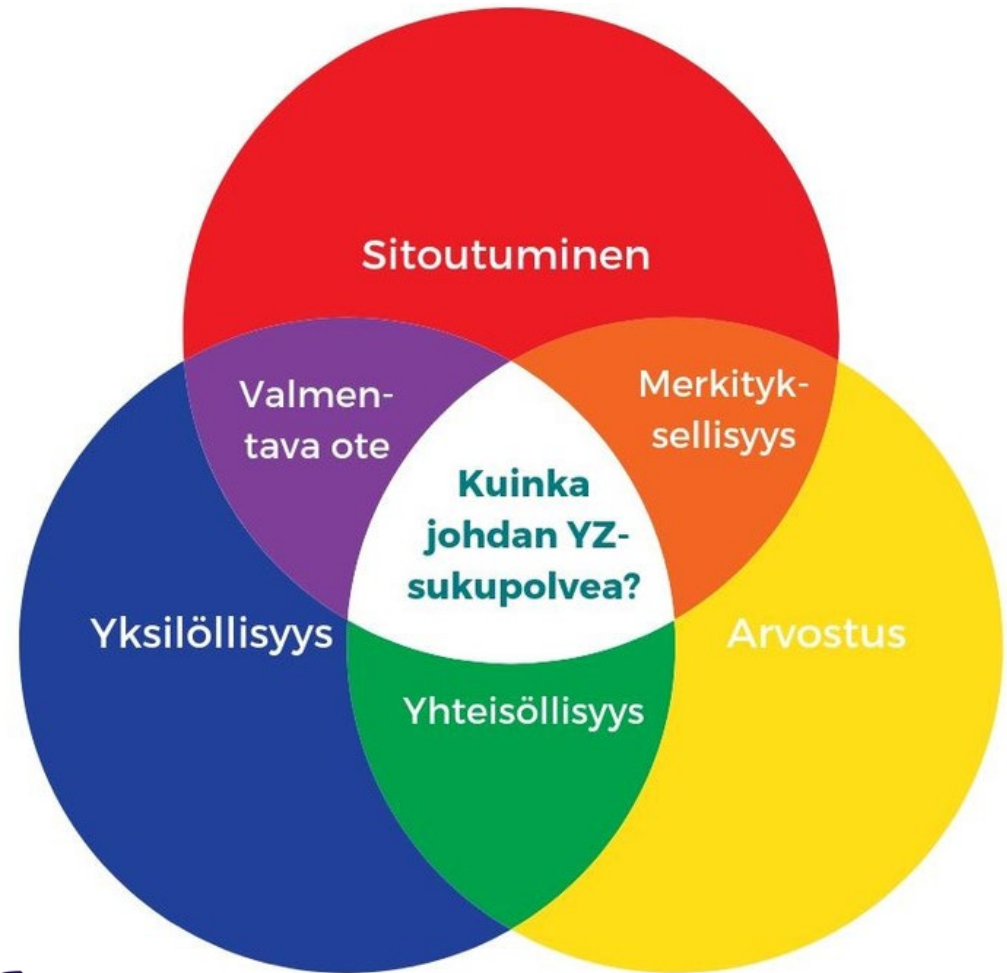 Sitoutuminen
Valmen-
tava ote
Merkityk-
sellisyys
Kuinka
johdan YZ-
sukupolvea?
Yksilöllisyys
Arvostus
Yhteisöllisyys